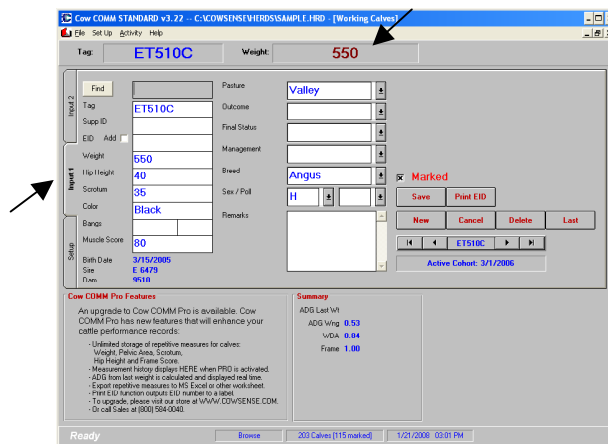 Cow COMM STANDARD v3.22 -- C:\COWSENSE\HERDS\SAMPLE.HRD - [Working Calves]
File Set Up Activity Help
Tag: ET510C Weight: 550
Input 2
Input 1
Setup
Find
Tag ET510C
Supp ID
EID Add
Weight 550
Hip Height 40
Scrotum 35
Color Black
Bangs
Muscle Score 80
Birth Date 3/15/2005
Sire E 6479
Dam 9510
Pasture Valley
Outcome
Final Status
Management
Breed Angus
Sex / Poll H
Remarks
Marked
Save Print EID
New Cancel Delete Last
ET510C
Active Cohort: 3/1/2006
Cow COMM Pro Features
An upgrade to Cow COMM Pro is available. Cow
COMM Pro has new features that will enhance your
cattle performance records:
- Unlimited storage of repetitive measures for calves:
Weight, Pelvic Area, Scrotum,
Hip Height and Frame Score.
- Measurement history displays HERE when PRO is activated.
- ADG from last weight is calculated and displayed real time.
- Export repetitive measures to MS Excel or other worksheet.
- Print EID function outputs EID number to a label.
- To upgrade, please visit our store at WWW.COWSENSE.COM.
- Or call Sales at (800) 584-0040.
Summary
ADG Last Wt
ADG Wng 0.53
WDA 0.84
Frame 1.00
Ready Browse 203 Calves [115 marked] 1/21/2008 03:01 PM